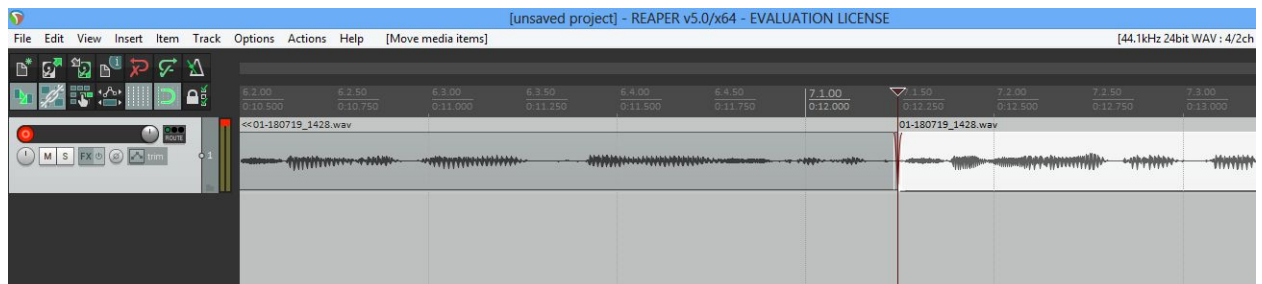 [unsaved project] - REAPER v5.0/x64 - EVALUATION LICENSE
File Edit View Insert Item Track Options Actions Help [Move media items] [44.1kHz 24bit WAV : 4/2ch
6.2.00 6.2.50 6.3.00 6.3.50 6.4.00 6.4.50 7.1.00 7.1.50 7.2.00 7.2.50 7.3.00
0:10.500 0:10.750 0:11.000 0:11.250 0:11.500 0:11.750 0:12.000 0:12.250 0:12.500 0:12.750 0:13.000
<<01-180719_1428.wav 01-180719_1428.wav
ROUTE
M S FX trim 1